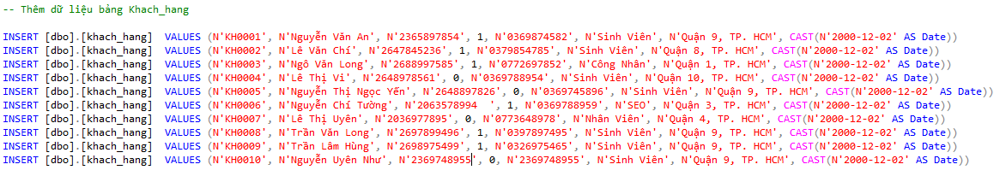 -- Thêm dữ liệu bảng Khach_hang
INSERT [dbo].[khach_hang]  VALUES (N'KH0001', N'Nguyễn Văn An', N'2365897854', 1, N'0369874582', N'Sinh Viên', N'Quận 9, TP. HCM', CAST(N'2000-12-02' AS Date))
INSERT [dbo].[khach_hang]  VALUES (N'KH0002', N'Lê Văn Chí', N'2647845236', 1, N'0379854785', N'Sinh Viên', N'Quận 8, TP. HCM', CAST(N'2000-12-02' AS Date))
INSERT [dbo].[khach_hang]  VALUES (N'KH0003', N'Ngô Văn Long', N'2688997585', 1, N'0772697852', N'Công Nhân', N'Quận 1, TP. HCM', CAST(N'2000-12-02' AS Date))
INSERT [dbo].[khach_hang]  VALUES (N'KH0004', N'Lê Thị Vi', N'2648978561', 0, N'0369788954', N'Sinh Viên', N'Quận 10, TP. HCM', CAST(N'2000-12-02' AS Date))
INSERT [dbo].[khach_hang]  VALUES (N'KH0005', N'Nguyễn Thị Ngọc Yến', N'2648897826', 0, N'0369745896', N'Sinh Viên', N'Quận 9, TP. HCM', CAST(N'2000-12-02' AS Date))
INSERT [dbo].[khach_hang]  VALUES (N'KH0006', N'Nguyễn Chí Tường', N'2063578994  ', 1, N'0369788959', N'SEO', N'Quận 3, TP. HCM', CAST(N'2000-12-02' AS Date))
INSERT [dbo].[khach_hang]  VALUES (N'KH0007', N'Lê Thị Uyên', N'2036977895', 0, N'0773648978', N'Nhân Viên', N'Quận 4, TP. HCM', CAST(N'2000-12-02' AS Date))
INSERT [dbo].[khach_hang]  VALUES (N'KH0008', N'Trần Văn Long', N'2697899496', 1, N'0397897495', N'Sinh Viên', N'Quận 9, TP. HCM', CAST(N'2000-12-02' AS Date))
INSERT [dbo].[khach_hang]  VALUES (N'KH0009', N'Trần Lâm Hùng', N'2698975499', 1, N'0326975465', N'Sinh Viên', N'Quận 9, TP. HCM', CAST(N'2000-12-02' AS Date))
INSERT [dbo].[khach_hang]  VALUES (N'KH0010', N'Nguyễn Uyên Như', N'2369748955', 0, N'2369748955', N'Sinh Viên', N'Quận 9, TP. HCM', CAST(N'2000-12-02' AS Date))